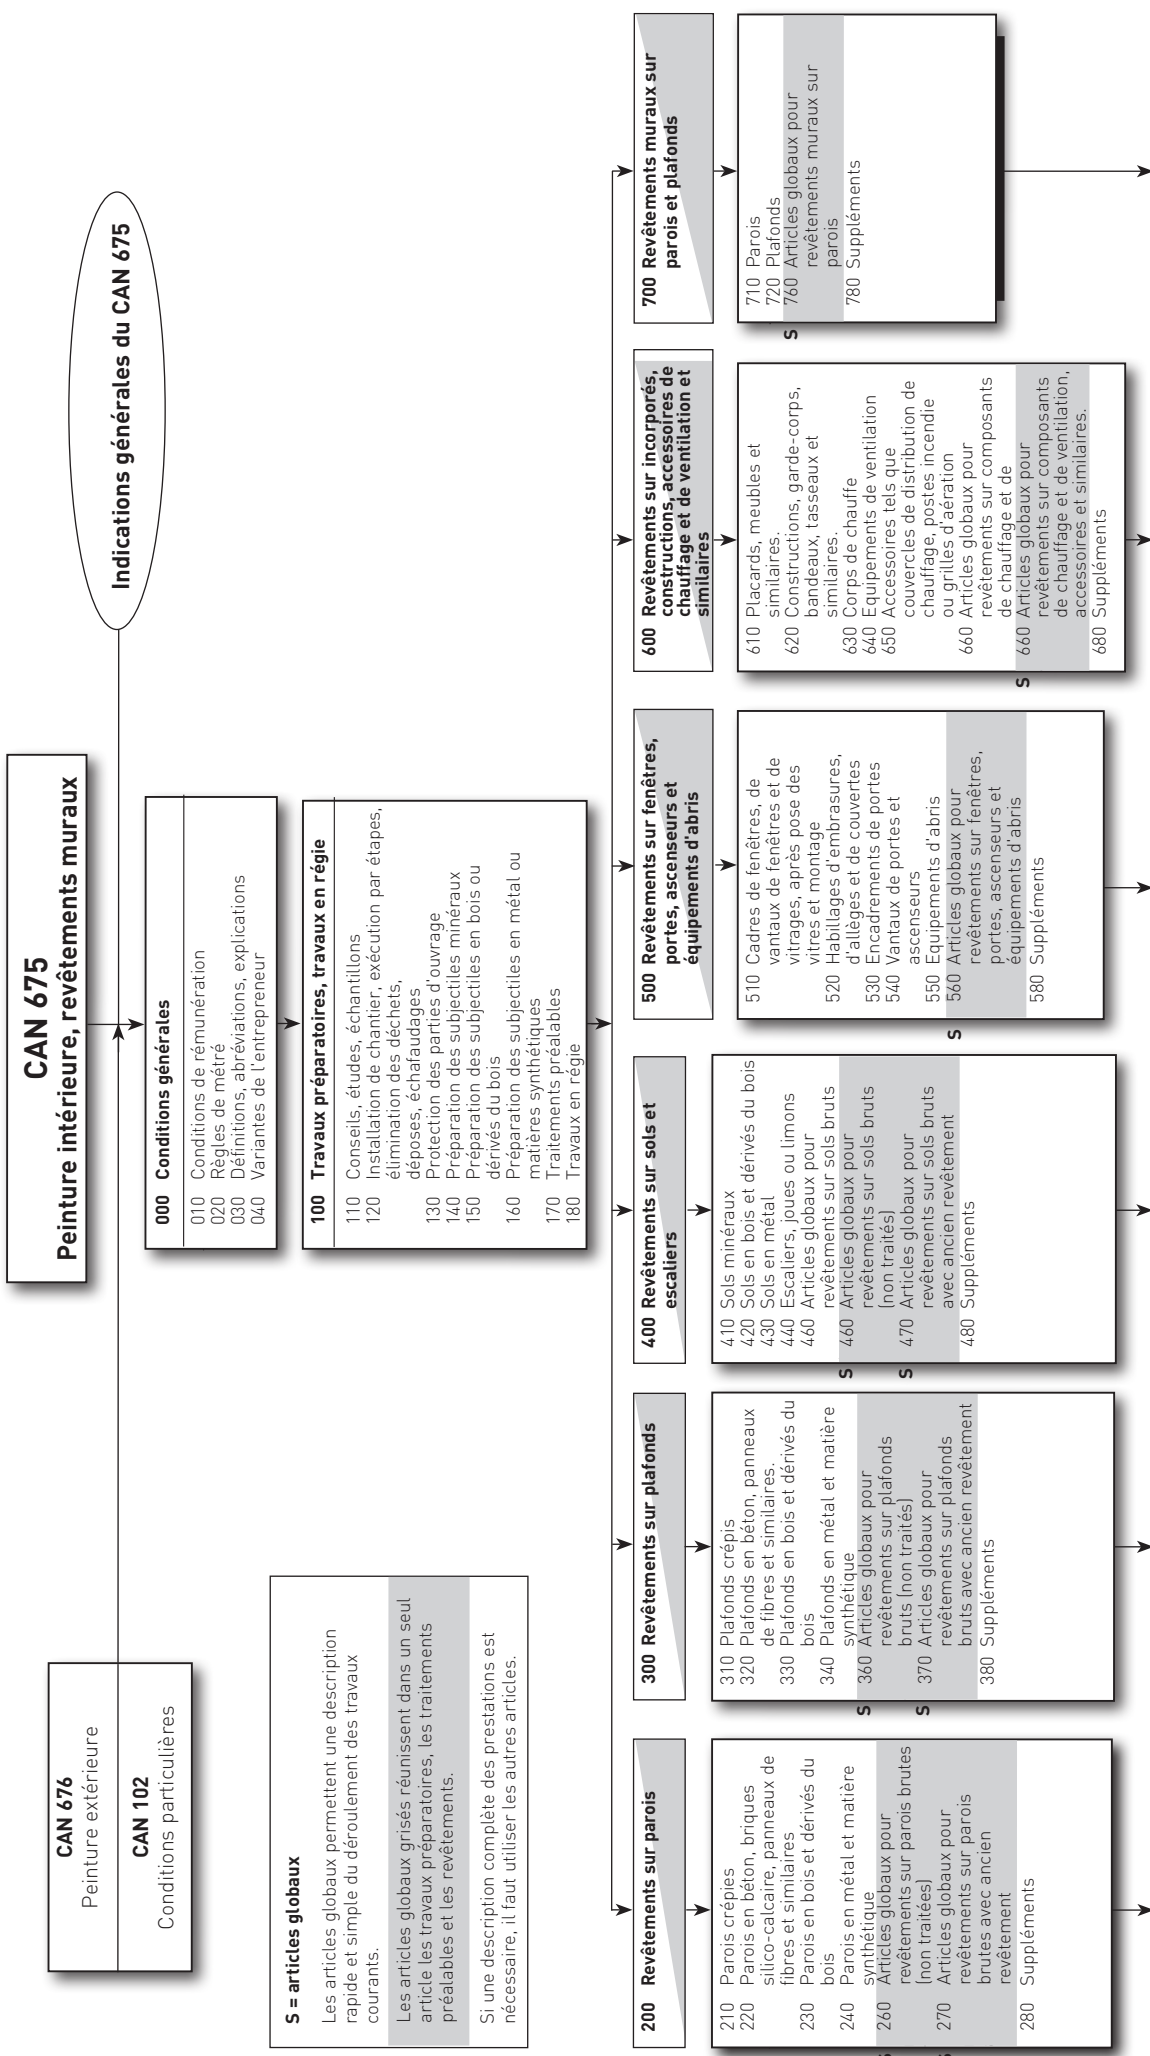 CAN 675
Peinture intérieure, revêtements muraux
Indications générales du CAN 675
CAN 676
Peinture extérieure
CAN 102
Conditions particulières
000 Conditions générales
010 Conditions de rémunération
020 Règles de métré
030 Définitions, abréviations, explications
040 Variantes de l'entrepreneur
100 Travaux préparatoires, travaux en régie
110 Conseils, études, échantillons
120 Installation de chantier, exécution par étapes,
élimination des déchets,
déposes, échafaudages
130 Protection des parties d'ouvrage
140 Préparation des subjectiles minéraux
150 Préparation des subjectiles en bois ou
dérivés du bois
160 Préparation des subjectiles en métal ou
matières synthétiques
170 Traitements préalables
180 Travaux en régie
S = articles globaux
Les articles globaux permettent une description
rapide et simple du déroulement des travaux
courants.
Les articles globaux grisés réunissent dans un seul
article les travaux préparatoires, les traitements
préalables et les revêtements.
Si une description complète des prestations est
nécessaire, il faut utiliser les autres articles.
200 Revêtements sur parois
210 Parois crépies
220 Parois en béton, briques
silico-calcaire, panneaux de
fibres et similaires
230 Parois en bois et dérivés du
bois
240 Parois en métal et matière
synthétique
S 260 Articles globaux pour
revêtements sur parois brutes
(non traitées)
S 270 Articles globaux pour
revêtements sur parois
brutes avec ancien
revêtement
280 Suppléments
300 Revêtements sur plafonds
310 Plafonds crépis
320 Plafonds en béton, panneaux
de fibres et similaires.
330 Plafonds en bois et dérivés du
bois
340 Plafonds en métal et matière
synthétique
S 360 Articles globaux pour
revêtements sur plafonds
bruts (non traités)
S 370 Articles globaux pour
revêtements sur plafonds
bruts avec ancien revêtement
380 Suppléments
400 Revêtements sur sols et
escaliers
410 Sols minéraux
420 Sols en bois et dérivés du bois
430 Sols en métal
440 Escaliers, joues ou limons
460 Articles globaux pour
revêtements sur sols bruts
S 460 Articles globaux pour
revêtements sur sols bruts
(non traités)
S 470 Articles globaux pour
revêtements sur sols bruts
avec ancien revêtement
480 Suppléments
500 Revêtements sur fenêtres,
portes, ascenseurs et
équipements d'abris
510 Cadres de fenêtres, de
vantaux de fenêtres et de
vitrages, après pose des
vitres et montage
520 Habillages d'embrasures,
d'allèges et de couvertes
530 Encadrements de portes
540 Vantaux de portes et
ascenseurs
550 Equipements d'abris
S 560 Articles globaux pour
revêtements sur fenêtres,
portes, ascenseurs et
équipements d'abris
580 Suppléments
600 Revêtements sur incorporés,
constructions, accessoires de
chauffage et de ventilation et
similaires
610 Placards, meubles et
similaires.
620 Constructions, garde-corps,
bandeaux, tasseaux et
similaires.
630 Corps de chauffe
640 Equipements de ventilation
650 Accessoires tels que
couvercles de distribution de
chauffage, postes incendie
ou grilles d'aération
660 Articles globaux pour
revêtements sur composants
de chauffage et de
S 660 Articles globaux pour
revêtements sur composants
de chauffage et de ventilation,
accessoires et similaires.
680 Suppléments
700 Revêtements muraux sur
parois et plafonds
710 Parois
720 Plafonds
S 760 Articles globaux pour
revêtements muraux sur
parois
780 Suppléments